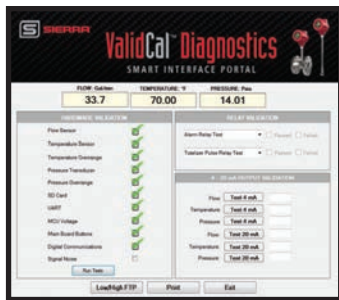 SIERRA
ValidCal™ Diagnostics
SMART INTERFACE PORTAL
FLOW: Gal/min
TEMPERATURE: °F
PRESSURE: Psia
33.7
70.00
14.01
HARDWARE VALIDATION
Flow Sensor
Temperature Sensor
Temperature Overrange
Pressure Transducer
Pressure Overrange
SD Card
UART
MCU Voltage
Main Board Buttons
Digital Communications
Signal Noise
Run Tests
RELAY VALIDATION
Alarm Relay Test
Passed
Failed
Totalizer Pulse Relay Test
Passed
Failed
4 - 20 mA OUTPUT VALIDATION
Flow Test 4 mA
Temperature Test 4 mA
Pressure Test 4 mA
Flow Test 20 mA
Temperature Test 20 mA
Pressure Test 20 mA
Low/High FTP
Print
Exit